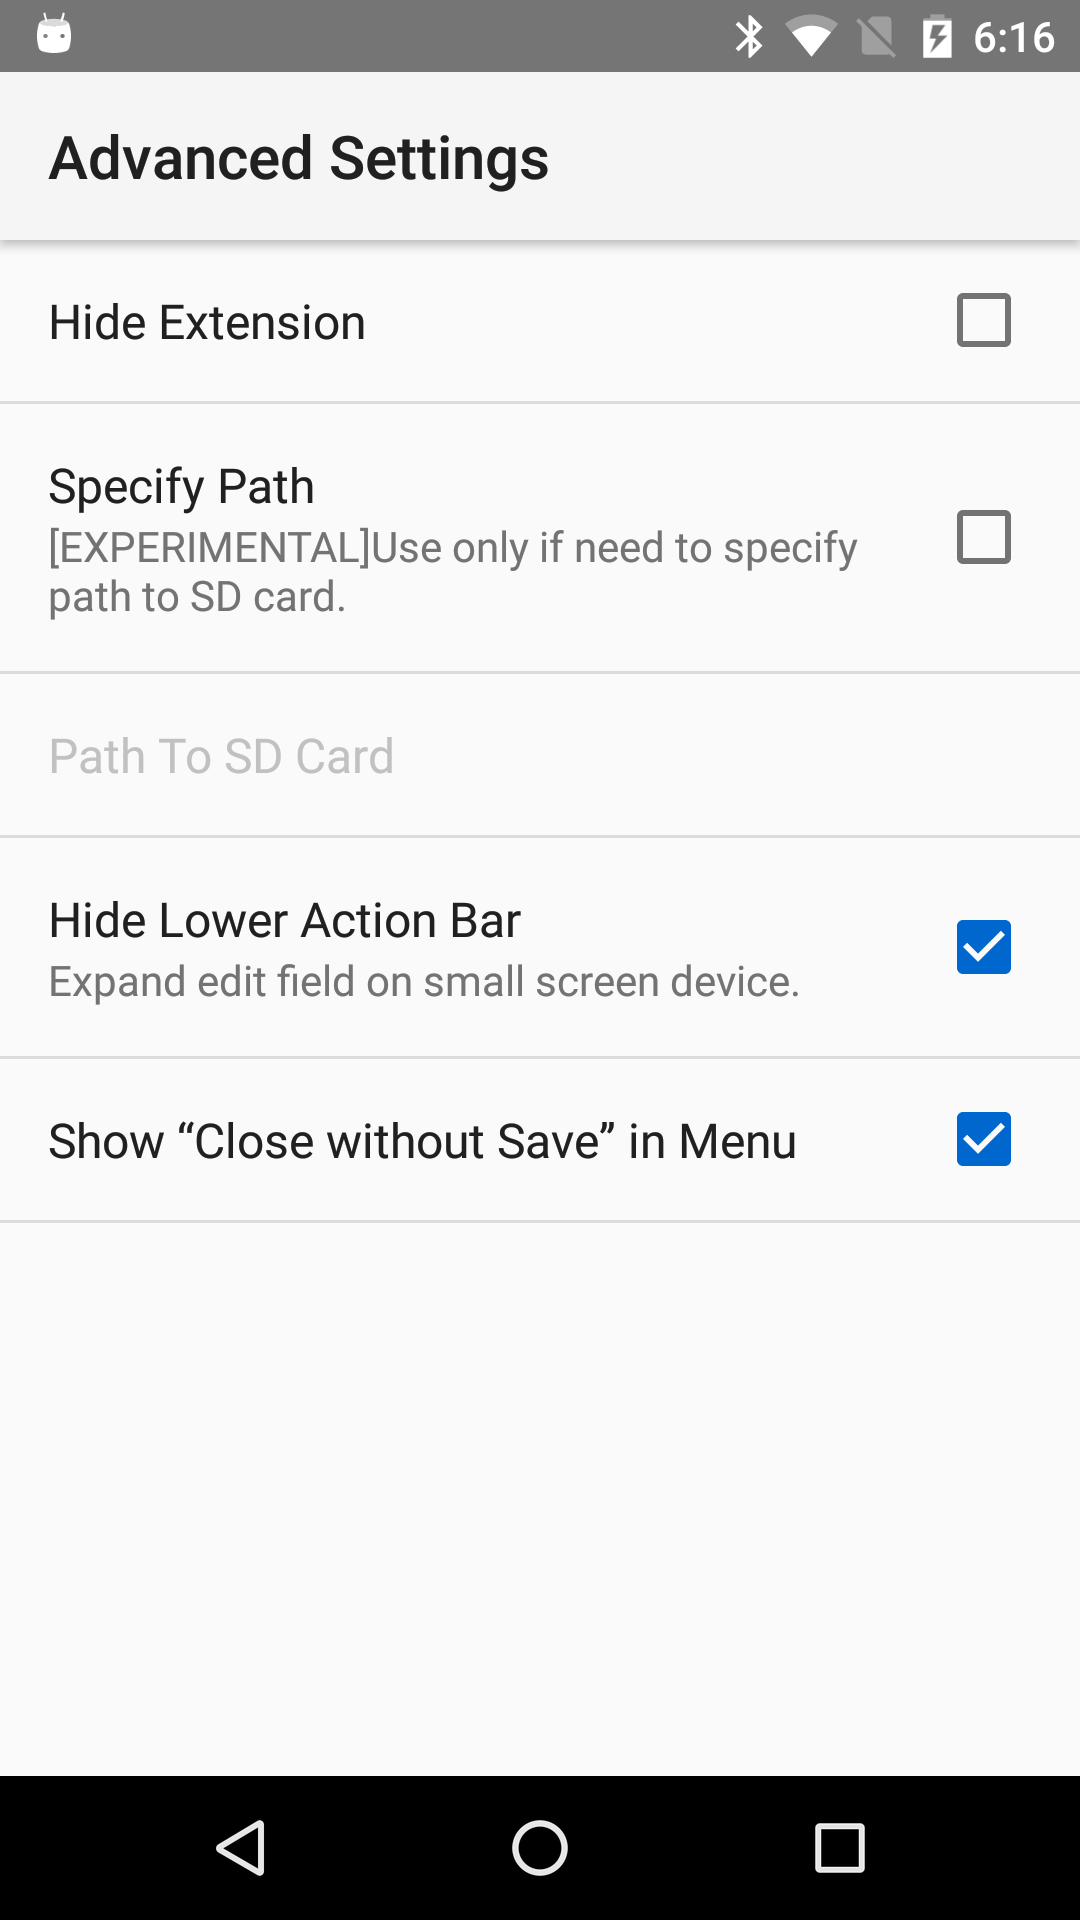 6:16
Advanced Settings
Hide Extension
Specify Path
[EXPERIMENTAL]Use only if need to specify
path to SD card.
Path To SD Card
Hide Lower Action Bar
Expand edit field on small screen device.
Show “Close without Save” in Menu